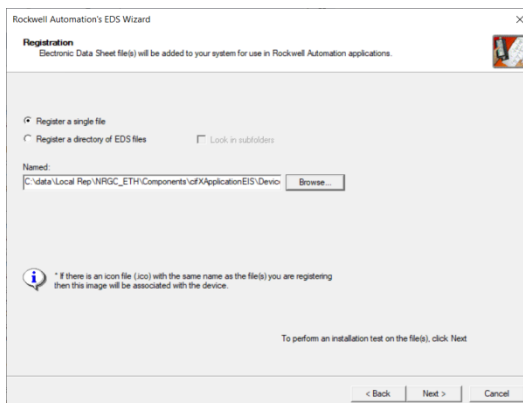 Rockwell Automation's EDS Wizard
Registration
Electronic Data Sheet file(s) will be added to your system for use in Rockwell Automation applications.
Register a single file
Register a directory of EDS files
Look in subfolders
Named:
C:\data\Local Rep\NRGC_ETH\Components\cifXApplicationEIS\Device
Browse...
* If there is an icon file (.ico) with the same name as the file(s) you are registering
then this image will be associated with the device.
To perform an installation test on the file(s), click Next
< Back
Next >
Cancel